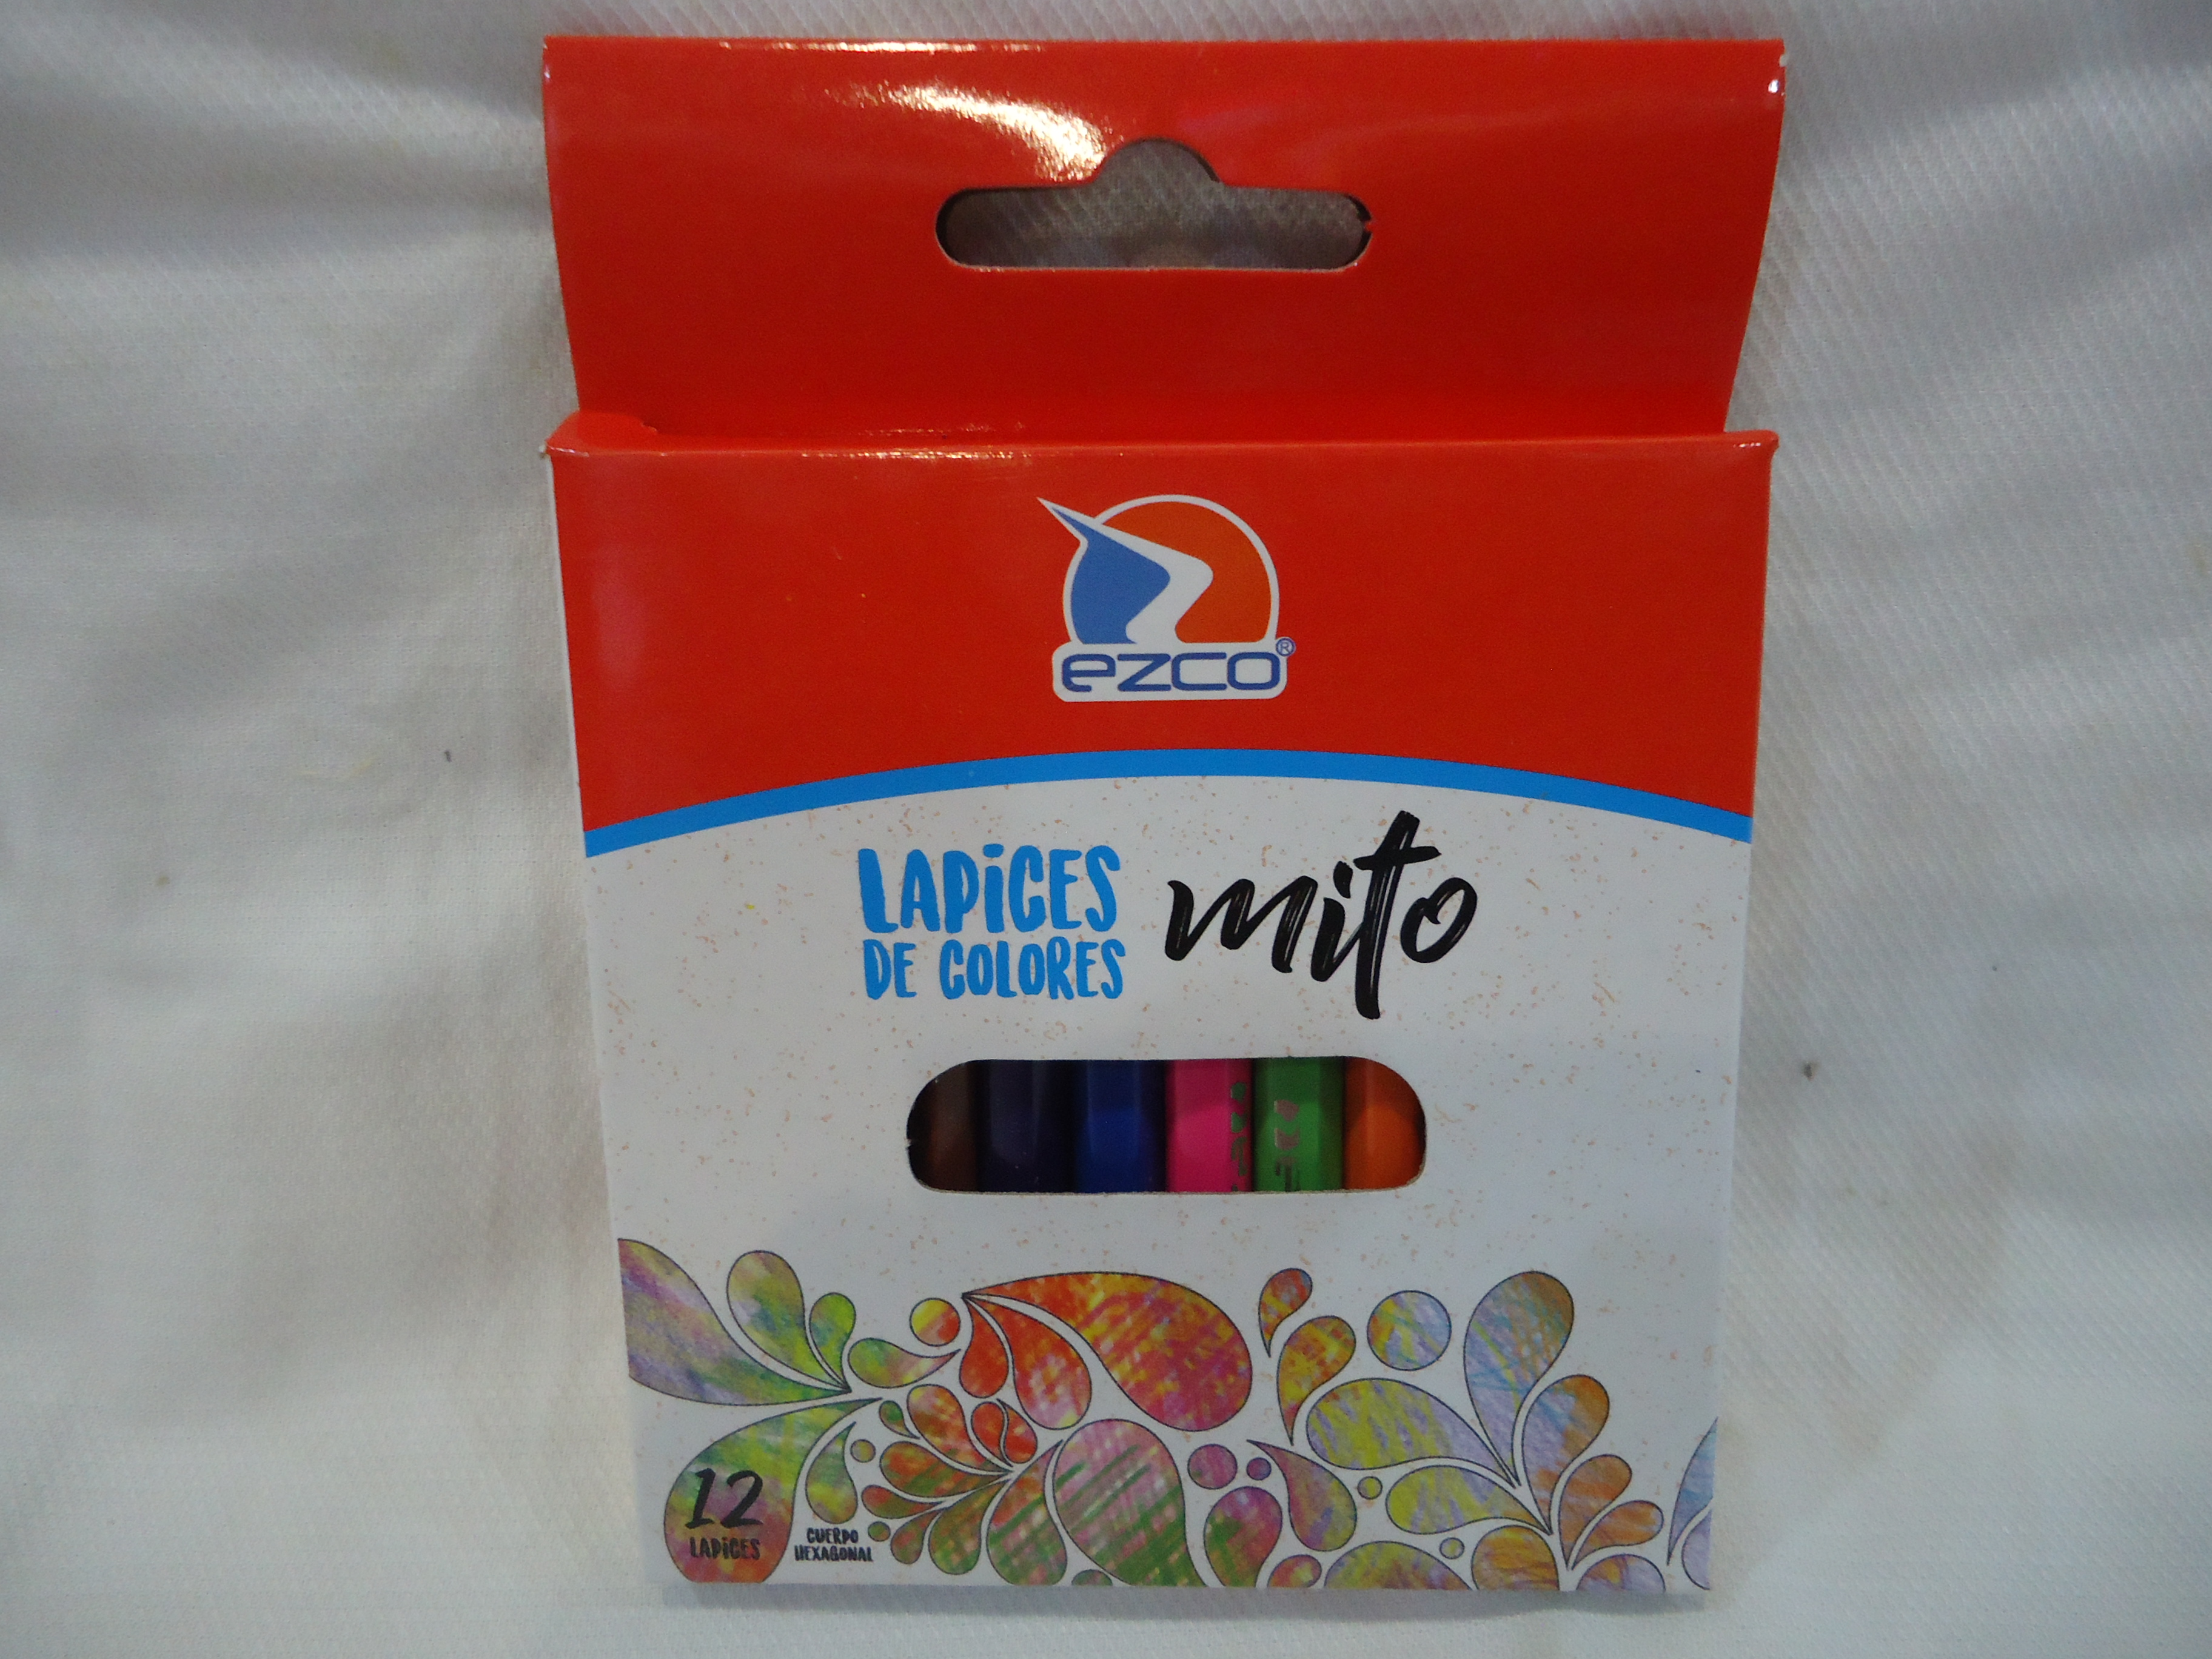 ezco®
LAPiCES
DE COLORES
mito
12
LAPiCES
CUERPO
HEXAGONAL